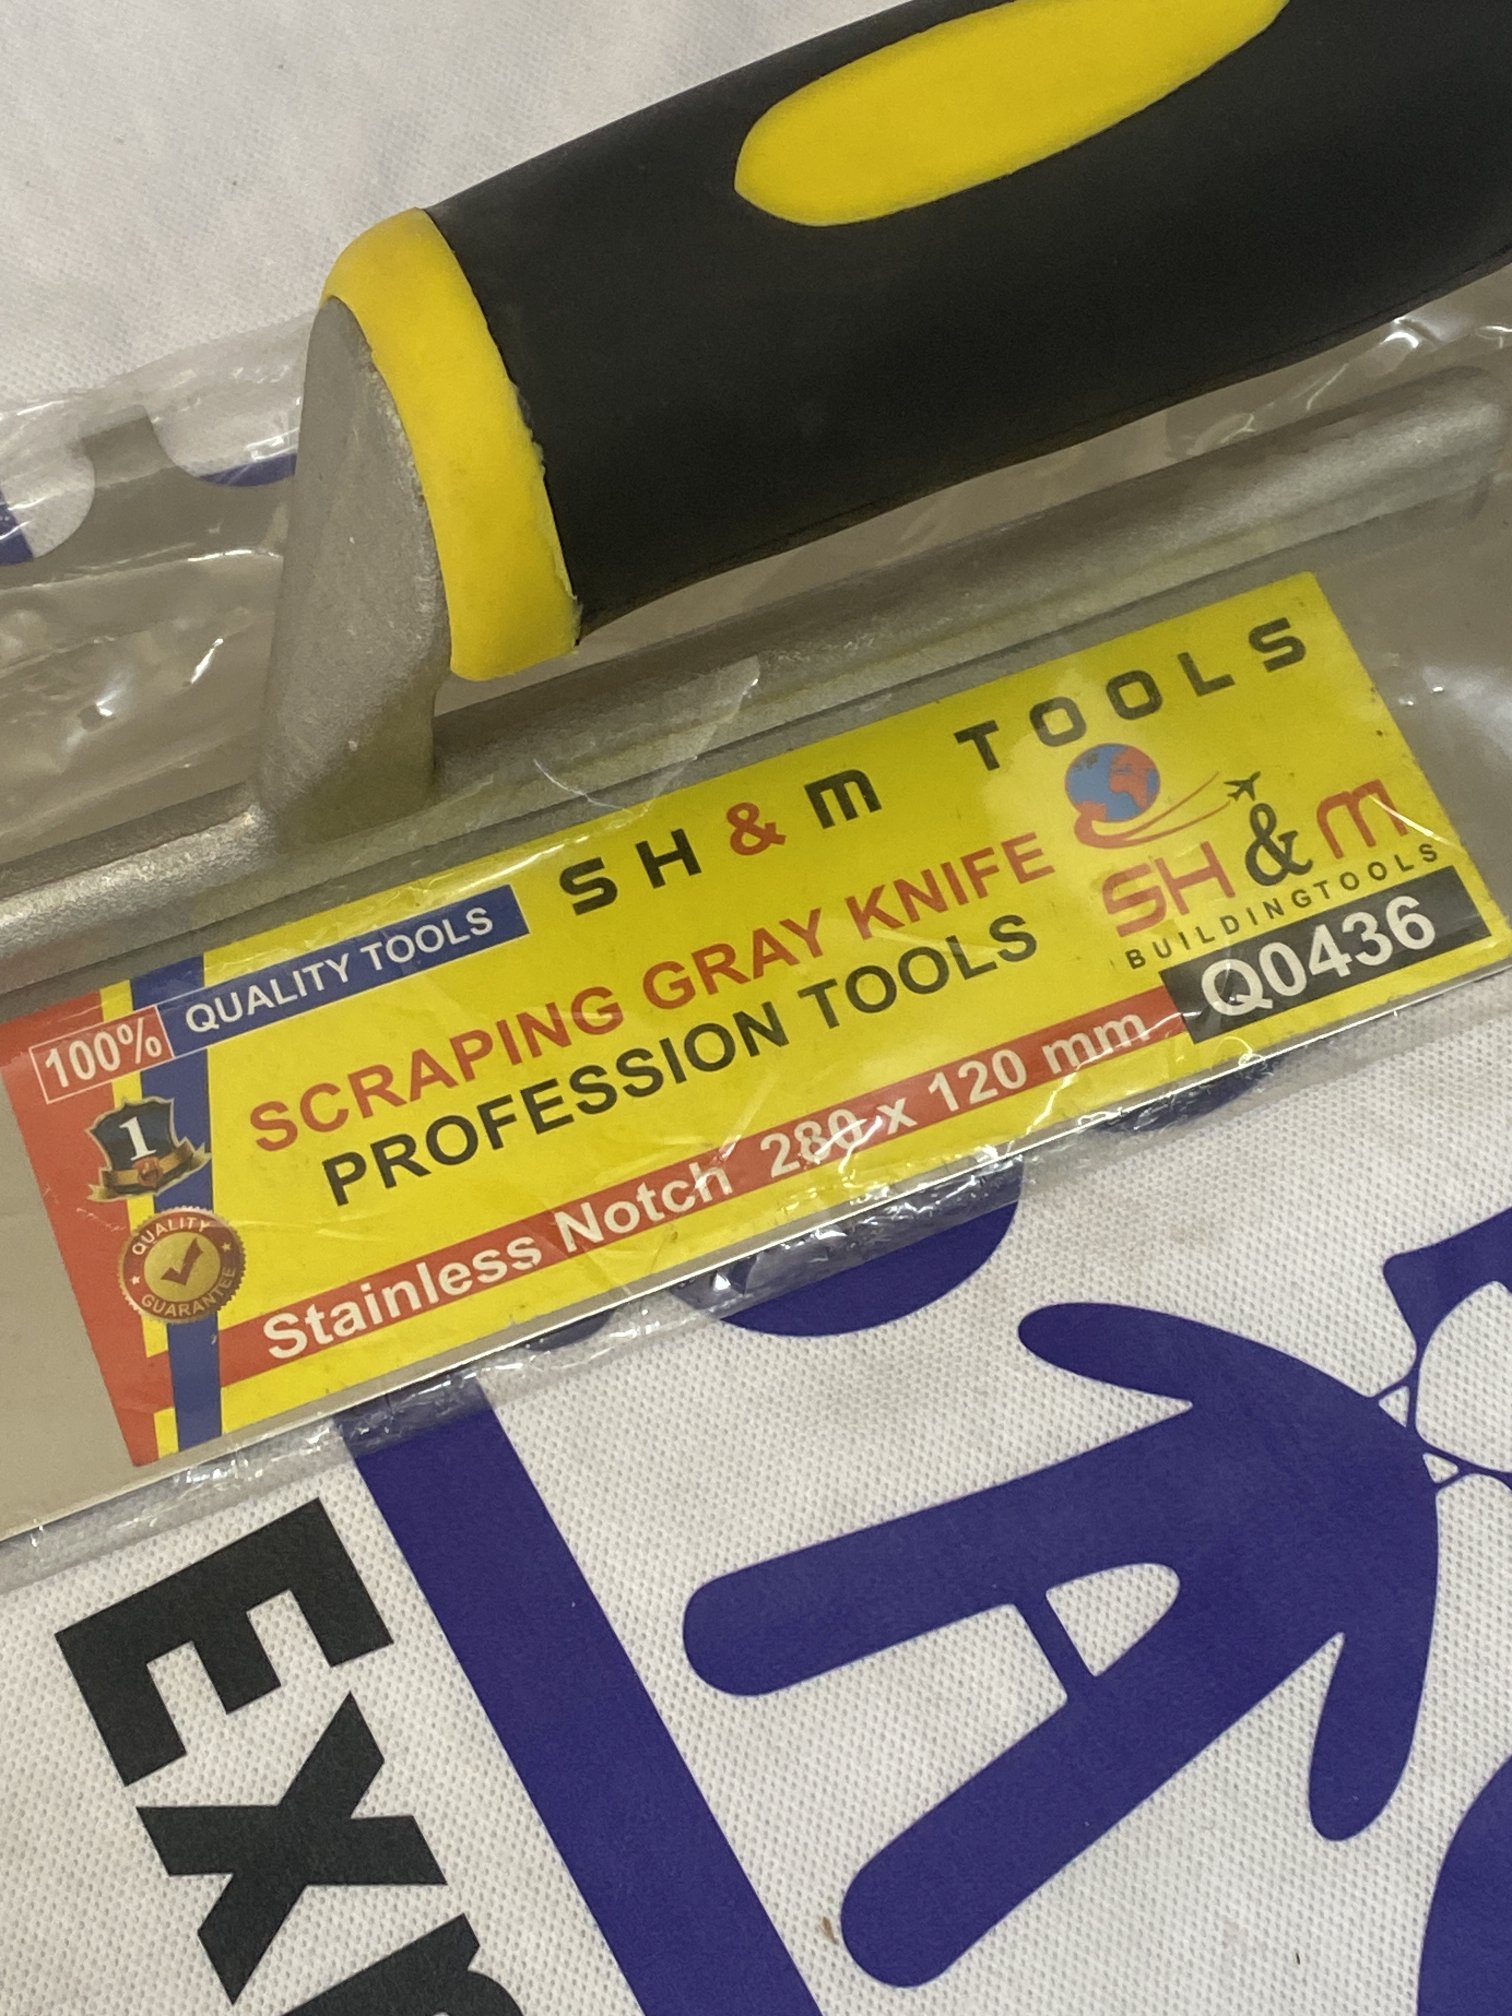 SH & M TOOLS
100% QUALITY TOOLS
SCRAPING GRAY KNIFE
PROFESSION TOOLS
SH & M
BUILDINGTOOLS
Q0436
1
QUALITY
GUARANTEE
Stainless Notch 280 x 120 mm
Exp